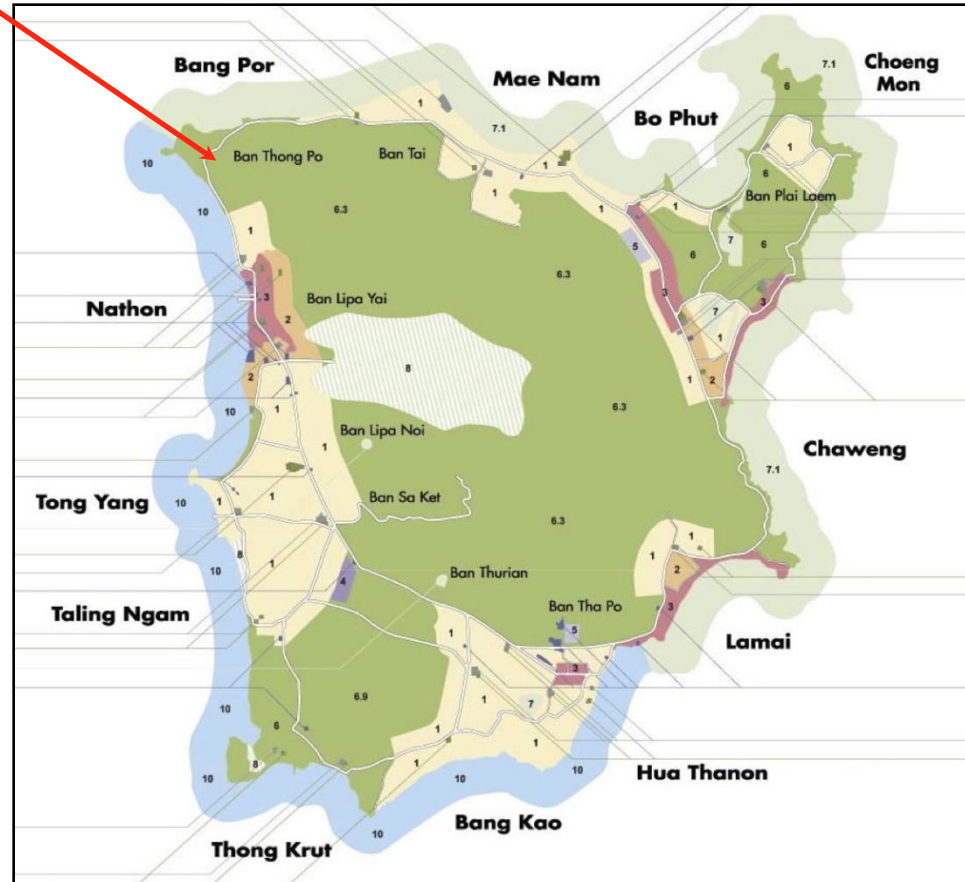 Bang Por
Mae Nam
Choeng
Mon
Bo Phut
7.1
6
1
7.1
1
Ban Thong Po
Ban Tai
10
1
6
Ban Plai Laem
6.3
1
1
1
10
7
6
1
5
6
6.3
3
3
Nathon
3
Ban Lipa Yai
2
7
1
8
2
1
2
6.3
10
1
Ban Lipa Noi
1
Chaweng
7.1
Tong Yang
10
1
1
Ban Sa Ket
6.3
1
1
8
10
1
Ban Thurian
2
4
Ban Tha Po
3
Taling Ngam
5
1
Lamai
3
6.9
1
7
10
6
1
1
8
10
10
10
Hua Thanon
Bang Kao
10
Thong Krut